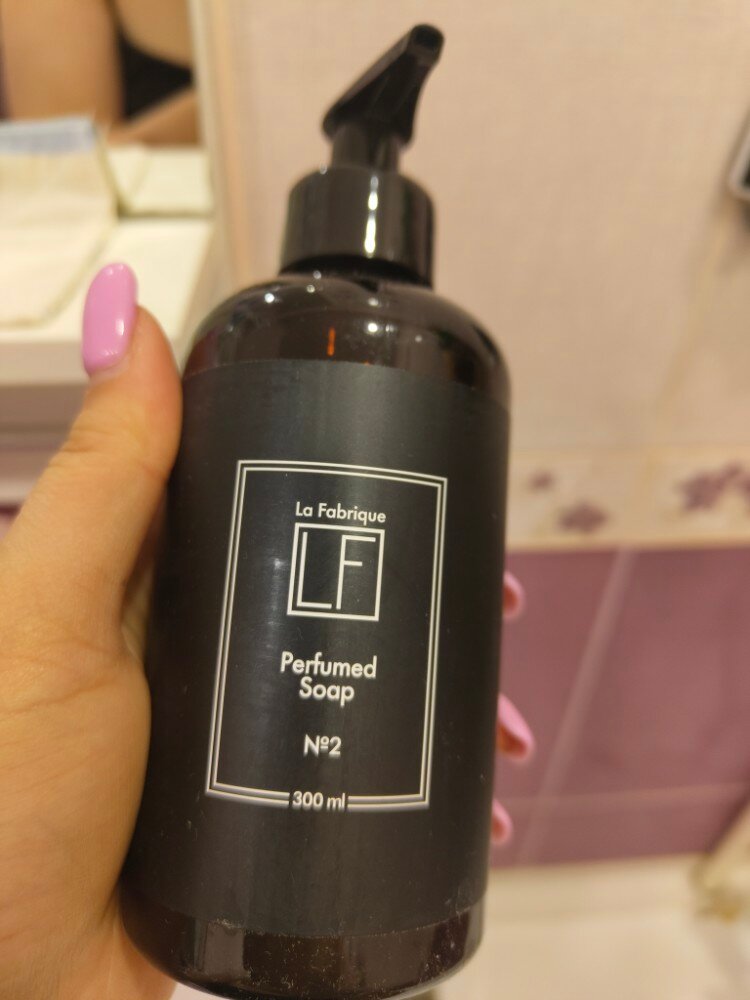 La Fabrique
LF
Perfumed
Soap
Nº2
300 ml